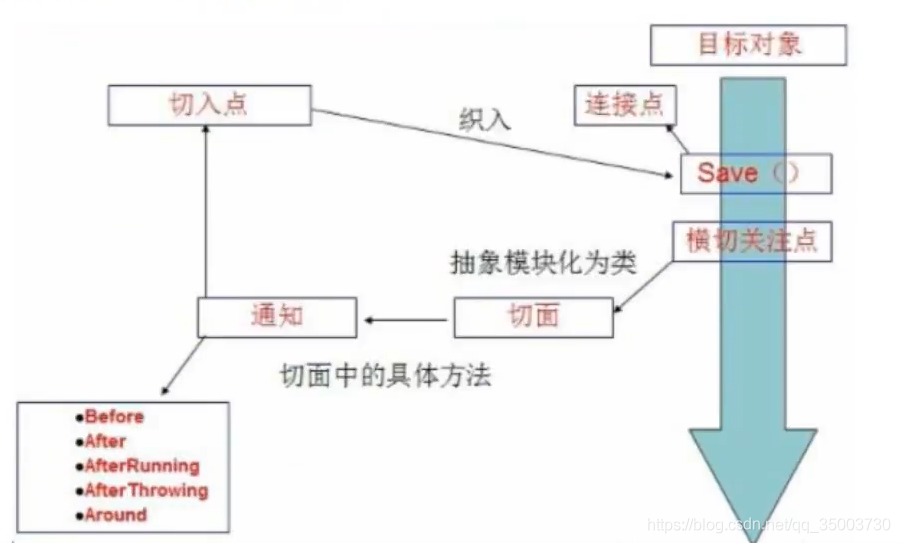 目标对象
切入点
织入
连接点
Save（）
横切关注点
抽象模块化为类
通知
切面
切面中的具体方法
●Before
●After
●AfterRunning
●AfterThrowing
●Around
https://blog.csdn.net/qq_35003730